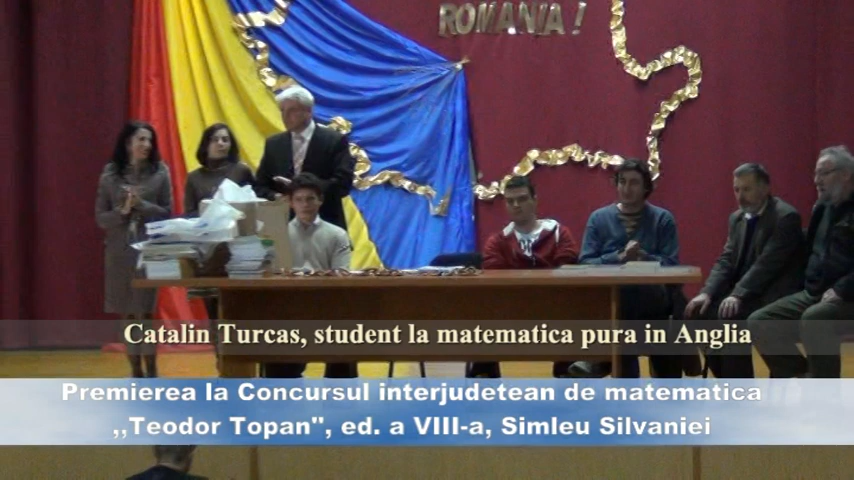 ROMANIA !
Catalin Turcas, student la matematica pura in Anglia
Premierea la Concursul interjudetean de matematica
,,Teodor Topan", ed. a VIII-a, Simleu Silvaniei